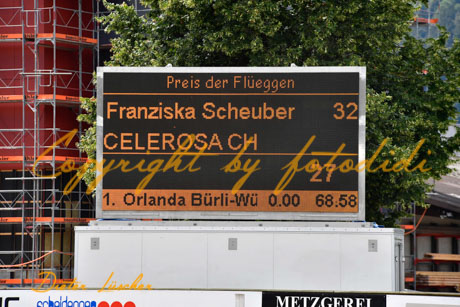 Preis der Flüeggen
Franziska Scheuber 32
CELEROSA CH
Copyright by fotodidi
27
1. Orlanda Bürli-Wü 0.00 68.58
METZGEREI